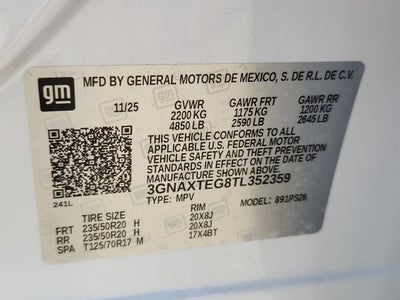 gm
MFD BY GENERAL MOTORS DE MEXICO, S. DE R.L. DE C.V.
11/25 GVWR GAWR FRT GAWR RR
2200 KG 1175 KG 1200 KG
4850 LB 2590 LB 2645 LB
THIS VEHICLE CONFORMS TO ALL
APPLICABLE U.S. FEDERAL MOTOR
VEHICLE SAFETY AND THEFT PREVENTION
STANDARDS IN EFFECT ON THE DATE OF
MANUFACTURE SHOWN ABOVE.
3GNAXTEG8TL352359
241L TYPE: MPV MODEL: 891PS26
TIRE SIZE RIM
FRT 235/50R20 H 20X8J
RR 235/50R20 H 20X8J
SPA T125/70R17 M 17X4BT